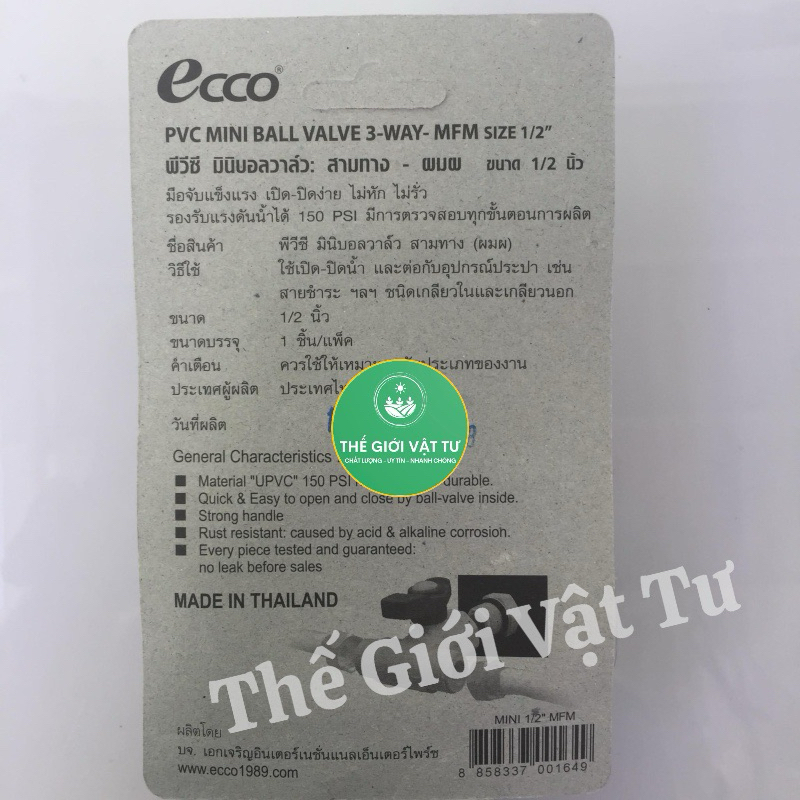 ecco®
PVC MINI BALL VALVE 3-WAY- MFM SIZE 1/2"
พีวีซี มินิบอลวาล์ว: สามทาง - ผมผ ขนาด 1/2 นิ้ว
มือจับแข็งแรง เปิด-ปิดง่าย ไม่หัก ไม่รั่ว
รองรับแรงดันน้ำได้ 150 PSI มีการตรวจสอบทุกขั้นตอนการผลิต
ชื่อสินค้า พีวีซี มินิบอลวาล์ว สามทาง (ผมผ)
วิธีใช้ ใช้เปิด-ปิดน้ำ และต่อกับอุปกรณ์ประปา เช่น
สายชำระ ฯลฯ ชนิดเกลียวในและเกลียวนอก
ขนาด 1/2 นิ้ว
ขนาดบรรจุ 1 ชิ้น/แพ็ค
คำเตือน ควรใช้ให้เหมาะ ประเภทของงาน
ประเทศผู้ผลิต
วันที่ผลิต
THẾ GIỚI VẬT TƯ
CHẤT LƯỢNG - UY TÍN - NHANH CHÓNG
General Characteristics
Material "UPVC" 150 PSI durable.
Quick & Easy to open and close by ball-valve inside.
Strong handle
Rust resistant: caused by acid & alkaline corrosion.
Every piece tested and guaranteed:
no leak before sales
MADE IN THAILAND
Thế Giới Vật Tư
MINI 1/2" MFM
8 858337 001649
ผลิตโดย
บจ. เอกเจริญอินเตอร์เนชั่นแนลเอ็นเตอร์ไพร์ซ
www.ecco1989.com